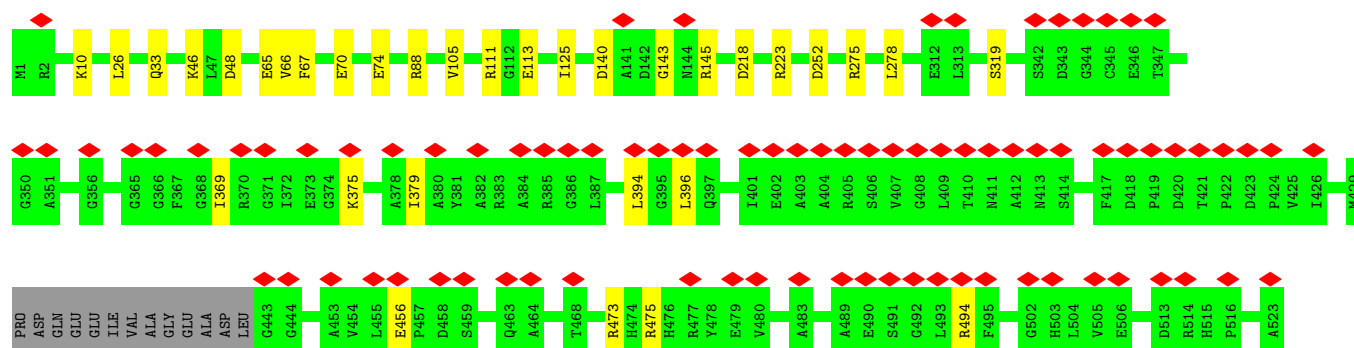 M1 R2 K10 L26 Q33 K46 L47 D48 E65 V66 F67 E70 E74 R88 V105 R111 G112 E113 I125 D140 A141 D142 G143 N144 R145 D218 R223 D252 R275 L278 E312 L313 S319 S342 D343 G344 C345 E346 T347
G350 A351 G356 G365 G366 F367 G368 I369 R370 G371 I372 E373 G374 K375 A378 I379 A380 Y381 A382 R383 A384 R385 G386 L387 L394 G395 L396 Q397 I401 E402 A403 A404 R405 S406 V407 G408 L409 T410 N411 A412 N413 S414 F417 D418 P419 D420 T421 P422 D423 P424 V425 I426
PRO ASP GLN GLU GLU ILE VAL ALA GLY GLU ALA ASP LEU G443 G444 A453 V454 L455 E456 P457 D458 S459 Q463 A464 T468 R473 H474 R475 H476 R477 Y478 E479 V480 A483 A489 E490 S491 G492 L493 R494 F495 G502 H503 L504 V505 E506 D513 R514 H515 P516 A523